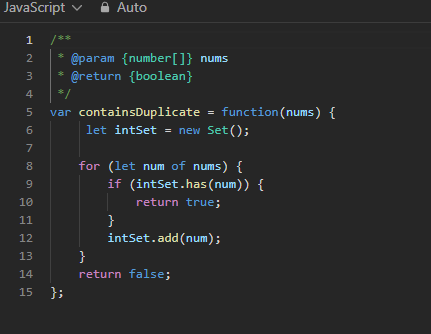 JavaScript Auto
1 /**
2  * @param {number[]} nums
3  * @return {boolean}
4  */
5 var containsDuplicate = function(nums) {
6      let intSet = new Set();
7
8     for (let num of nums) {
9         if (intSet.has(num)) {
10             return true;
11         }
12         intSet.add(num);
13     }
14     return false;
15 };